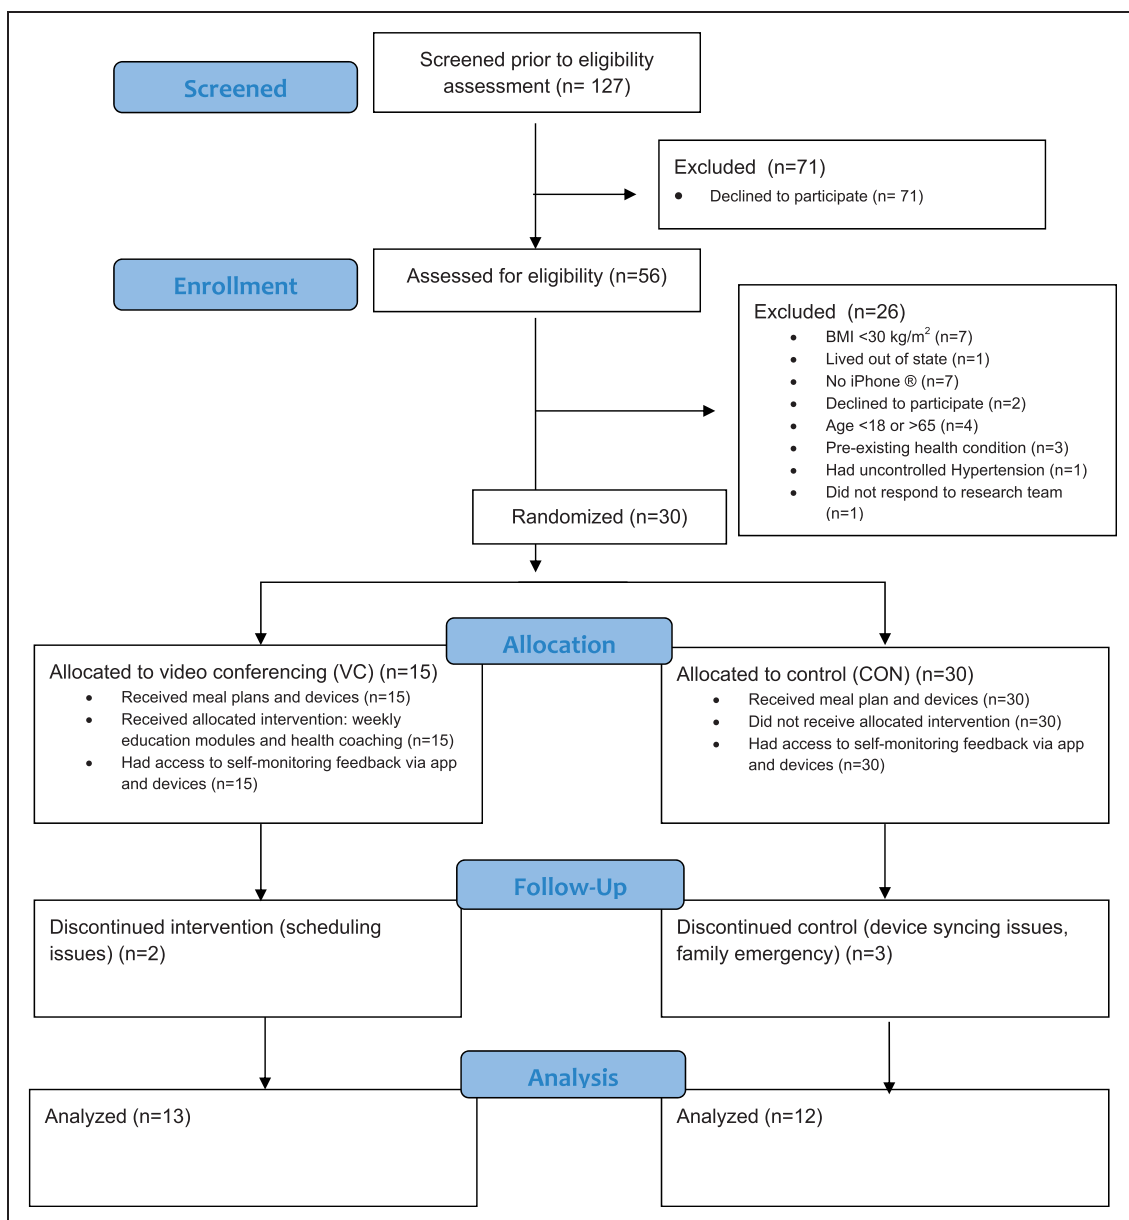 Screened
Screened prior to eligibility
assessment (n= 127)
Excluded (n=71)
● Declined to participate (n= 71)
Enrollment
Assessed for eligibility (n=56)
Excluded (n=26)
● BMI <30 kg/m² (n=7)
● Lived out of state (n=1)
● No iPhone ® (n=7)
● Declined to participate (n=2)
● Age <18 or >65 (n=4)
● Pre-existing health condition (n=3)
● Had uncontrolled Hypertension (n=1)
● Did not respond to research team
(n=1)
Randomized (n=30)
Allocation
Allocated to video conferencing (VC) (n=15)
● Received meal plans and devices (n=15)
● Received allocated intervention: weekly
education modules and health coaching (n=15)
● Had access to self-monitoring feedback via app
and devices (n=15)
Allocated to control (CON) (n=30)
● Received meal plan and devices (n=30)
● Did not receive allocated intervention (n=30)
● Had access to self-monitoring feedback via app
and devices (n=30)
Follow-Up
Discontinued intervention (scheduling
issues) (n=2)
Discontinued control (device syncing issues,
family emergency) (n=3)
Analysis
Analyzed (n=13)
Analyzed (n=12)